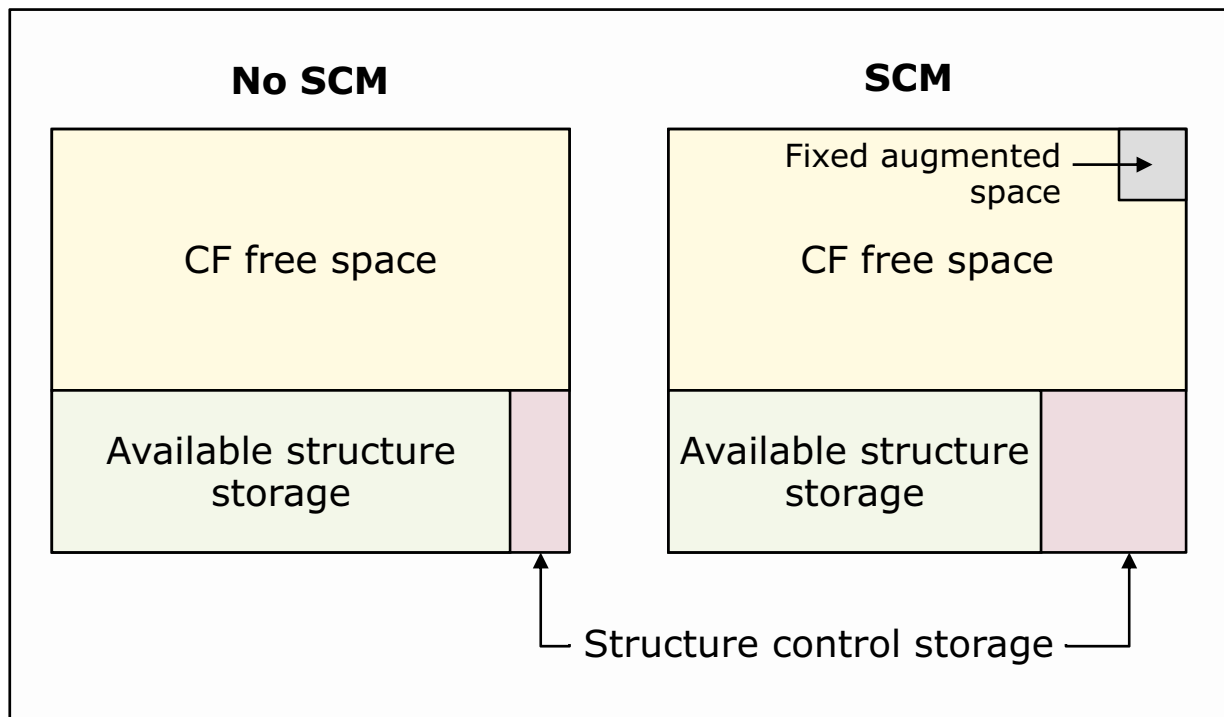 No SCM
SCM
Fixed augmented
space
CF free space
CF free space
Available structure
storage
Available structure
storage
Structure control storage